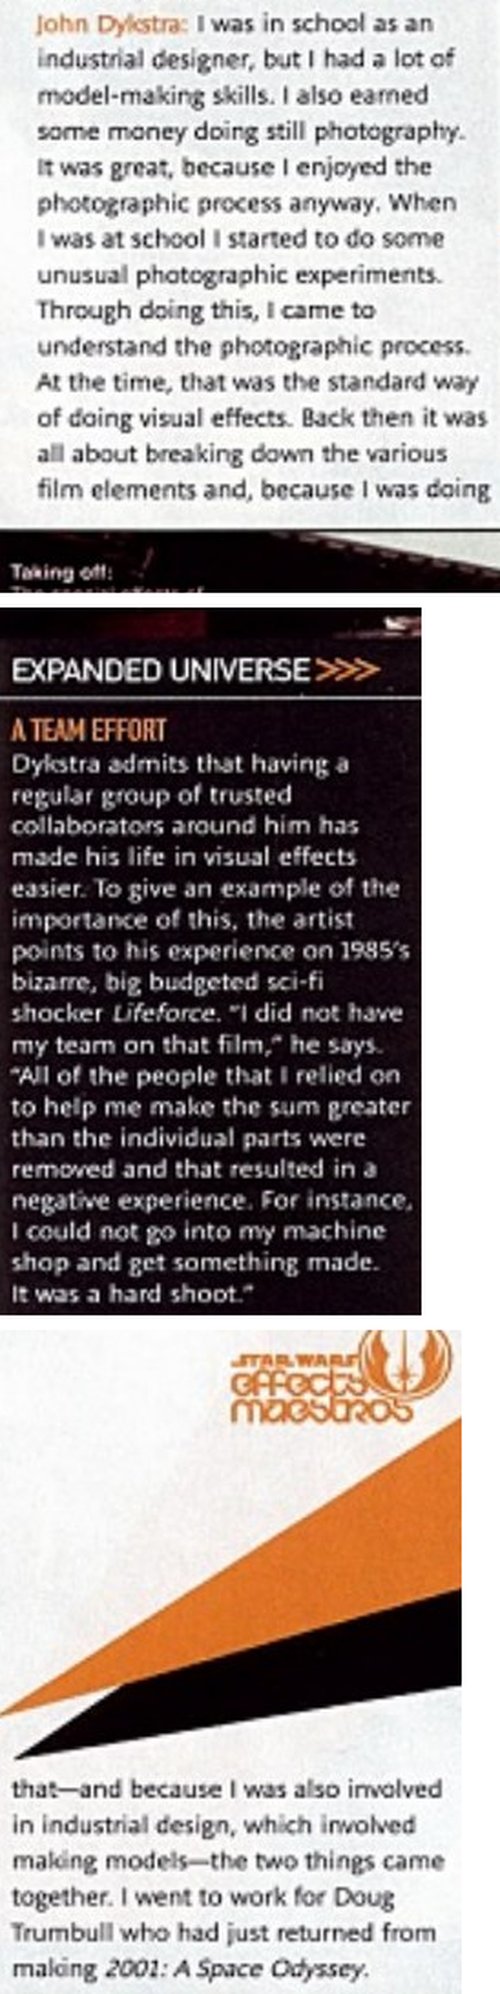 John Dykstra: I was in school as an
industrial designer, but I had a lot of
model-making skills. I also earned
some money doing still photography.
It was great, because I enjoyed the
photographic process anyway. When
I was at school I started to do some
unusual photographic experiments.
Through doing this, I came to
understand the photographic process.
At the time, that was the standard way
of doing visual effects. Back then it was
all about breaking down the various
film elements and, because I was doing
Taking off:
EXPANDED UNIVERSE>>>
A TEAM EFFORT
Dykstra admits that having a
regular group of trusted
collaborators around him has
made his life in visual effects
easier. To give an example of the
importance of this, the artist
points to his experience on 1985's
bizarre, big budgeted sci-fi
shocker Lifeforce. "I did not have
my team on that film," he says.
"All of the people that I relied on
to help me make the sum greater
than the individual parts were
removed and that resulted in a
negative experience. For instance,
I could not go into my machine
shop and get something made.
It was a hard shoot."
STAR WARS
effects
maestros
that—and because I was also involved
in industrial design, which involved
making models—the two things came
together. I went to work for Doug
Trumbull who had just returned from
making 2001: A Space Odyssey.